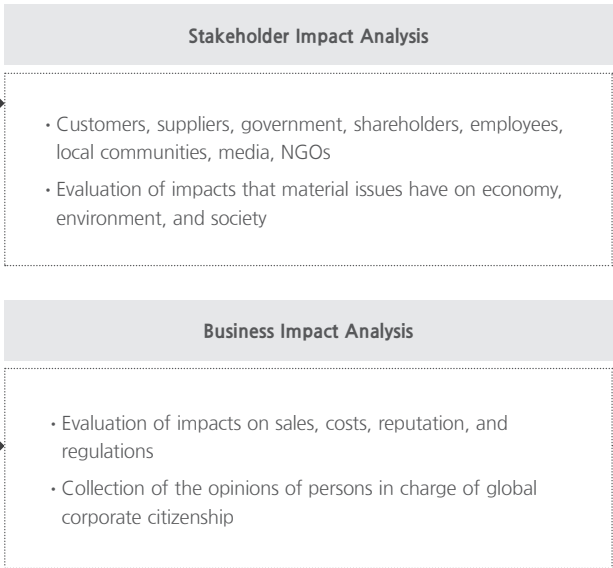 Stakeholder Impact Analysis
· Customers, suppliers, government, shareholders, employees,
local communities, media, NGOs
· Evaluation of impacts that material issues have on economy,
environment, and society
Business Impact Analysis
· Evaluation of impacts on sales, costs, reputation, and
regulations
· Collection of the opinions of persons in charge of global
corporate citizenship